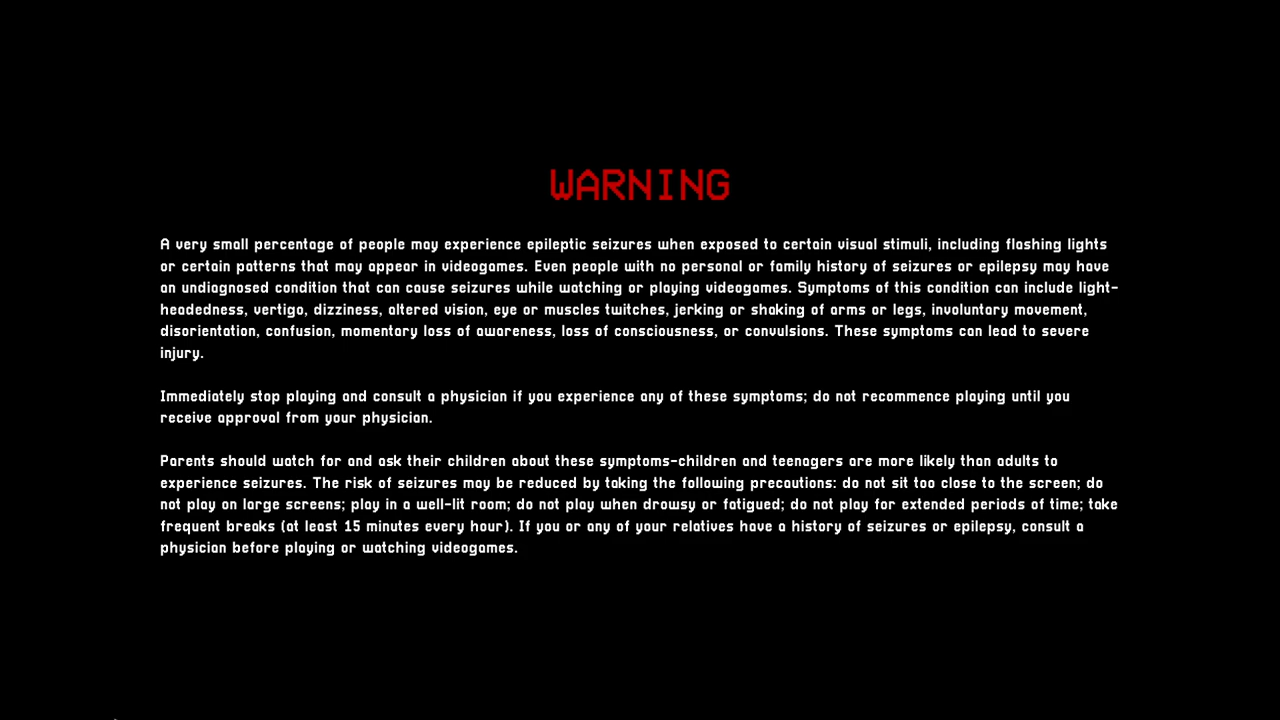 WARNING
A very small percentage of people may experience epileptic seizures when exposed to certain visual stimuli, including flashing lights
or certain patterns that may appear in videogames. Even people with no personal or family history of seizures or epilepsy may have
an undiagnosed condition that can cause seizures while watching or playing videogames. Symptoms of this condition can include light-
headedness, vertigo, dizziness, altered vision, eye or muscles twitches, jerking or shaking of arms or legs, involuntary movement,
disorientation, confusion, momentary loss of awareness, loss of consciousness, or convulsions. These symptoms can lead to severe
injury.
Immediately stop playing and consult a physician if you experience any of these symptoms; do not recommence playing until you
receive approval from your physician.
Parents should watch for and ask their children about these symptoms-children and teenagers are more likely than adults to
experience seizures. The risk of seizures may be reduced by taking the following precautions: do not sit too close to the screen; do
not play on large screens; play in a well-lit room; do not play when drowsy or fatigued; do not play for extended periods of time; take
frequent breaks (at least 15 minutes every hour). If you or any of your relatives have a history of seizures or epilepsy, consult a
physician before playing or watching videogames.